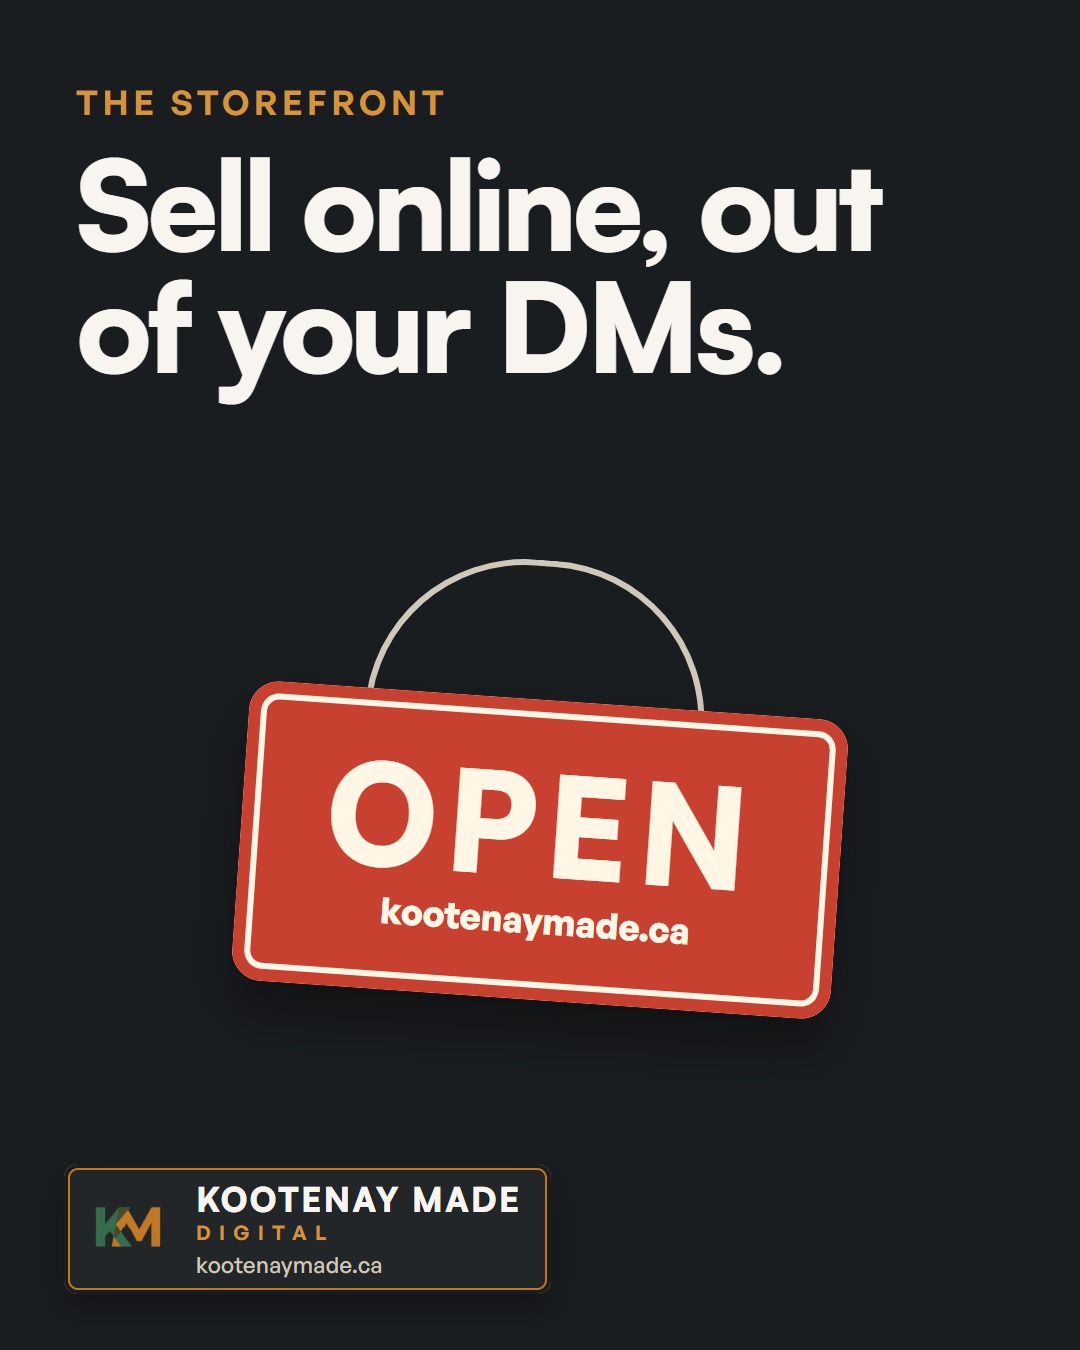 THE STOREFRONT
Sell online, out
of your DMs.
OPEN
kootenaymade.ca
KM
KOOTENAY MADE
DIGITAL
kootenaymade.ca